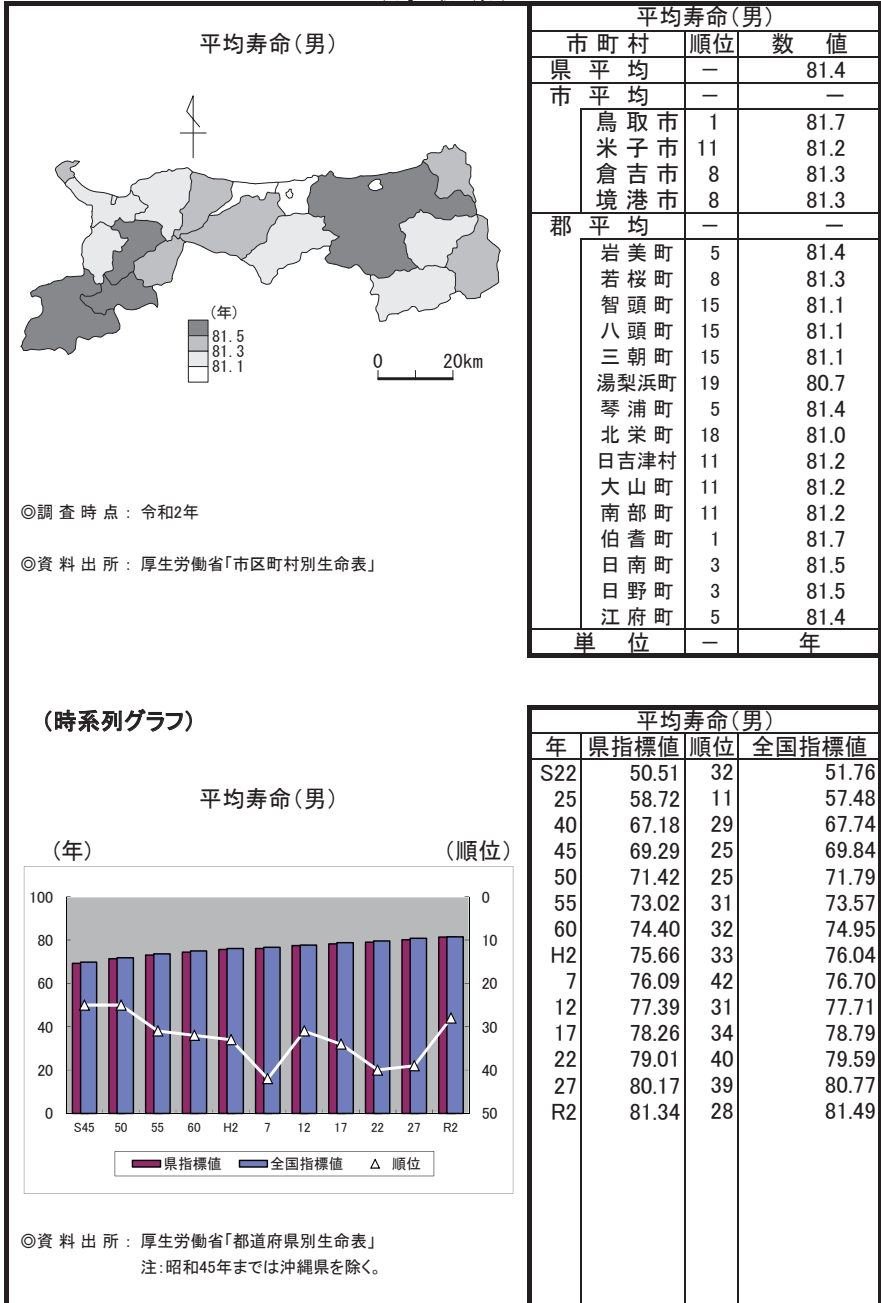 平均寿命(男)
(年)
81.5
81.3
81.1
0 20km
◎調査時点: 令和2年
◎資料出所: 厚生労働省「市区町村別生命表」
平均寿命(男)
市町村 順位 数値
県平均 － 81.4
市平均 － －
鳥取市 1 81.7
米子市 11 81.2
倉吉市 8 81.3
境港市 8 81.3
郡平均 － －
岩美町 5 81.4
若桜町 8 81.3
智頭町 15 81.1
八頭町 15 81.1
三朝町 15 81.1
湯梨浜町 19 80.7
琴浦町 5 81.4
北栄町 18 81.0
日吉津村 11 81.2
大山町 11 81.2
南部町 11 81.2
伯耆町 1 81.7
日南町 3 81.5
日野町 3 81.5
江府町 5 81.4
単位 － 年
(時系列グラフ)
平均寿命(男)
(年) (順位)
100 0
80 10
60 20
40 30
20 40
0 50
S45 50 55 60 H2 7 12 17 22 27 R2
県指標値 全国指標値 順位
◎資料出所: 厚生労働省「都道府県別生命表」
注:昭和45年までは沖縄県を除く。
平均寿命(男)
年 県指標値 順位 全国指標値
S22 50.51 32 51.76
25 58.72 11 57.48
40 67.18 29 67.74
45 69.29 25 69.84
50 71.42 25 71.79
55 73.02 31 73.57
60 74.40 32 74.95
H2 75.66 33 76.04
7 76.09 42 76.70
12 77.39 31 77.71
17 78.26 34 78.79
22 79.01 40 79.59
27 80.17 39 80.77
R2 81.34 28 81.49